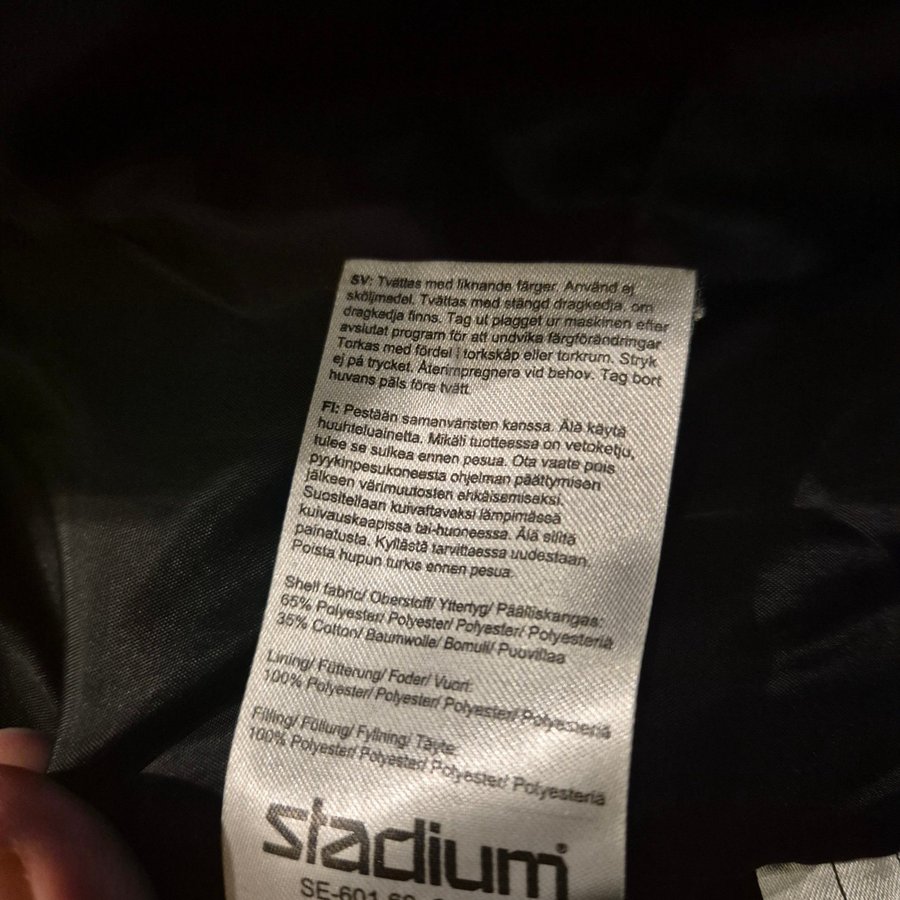 SV: Tvättas med liknande färger. Använd ej
sköljmedel. Tvättas med stängd dragkedja, om
dragkedja finns. Tag ut plagget ur maskinen efter
avslutat program för att undvika färgförändringar
Torkas med fördel i torkskåp eller torkrum. Stryk
ej på trycket. Återimpregnera vid behov. Tag bort
huvans päls före tvätt.
FI: Pestään samanväristen kanssa. Älä käytä
huuhteluainetta. Mikäli tuotteessa on vetoketju,
tulee se sulkea ennen pesua. Ota vaate pois
pyykinpesukoneesta ohjelman päättymisen
jälkeen värimuutosten ehkäisemiseksi.
Suositellaan kuivattavaksi lämpimässä
kuivauskaapissa tai-huoneessa. Älä silitä
painatusta. Kyllästä tarvittaessa uudestaan.
Poista hupun turkis ennen pesua.
Shell fabric/ Oberstoff/ Yttertyg/ Päälliskangas:
65% Polyester/ Polyester/ Polyester/ Polyesteriä
35% Cotton/ Baumwolle/ Bomull/ Puuvillaa
Lining/ Fütterung/ Foder/ Vuori:
100% Polyester/ Polyester/ Polyester/ Polyesteriä
Filling/ Füllung/ Fyllning/ Täyte:
100% Polyester/ Polyester/ Polyester/ Polyesteriä
stadium®
SE-601